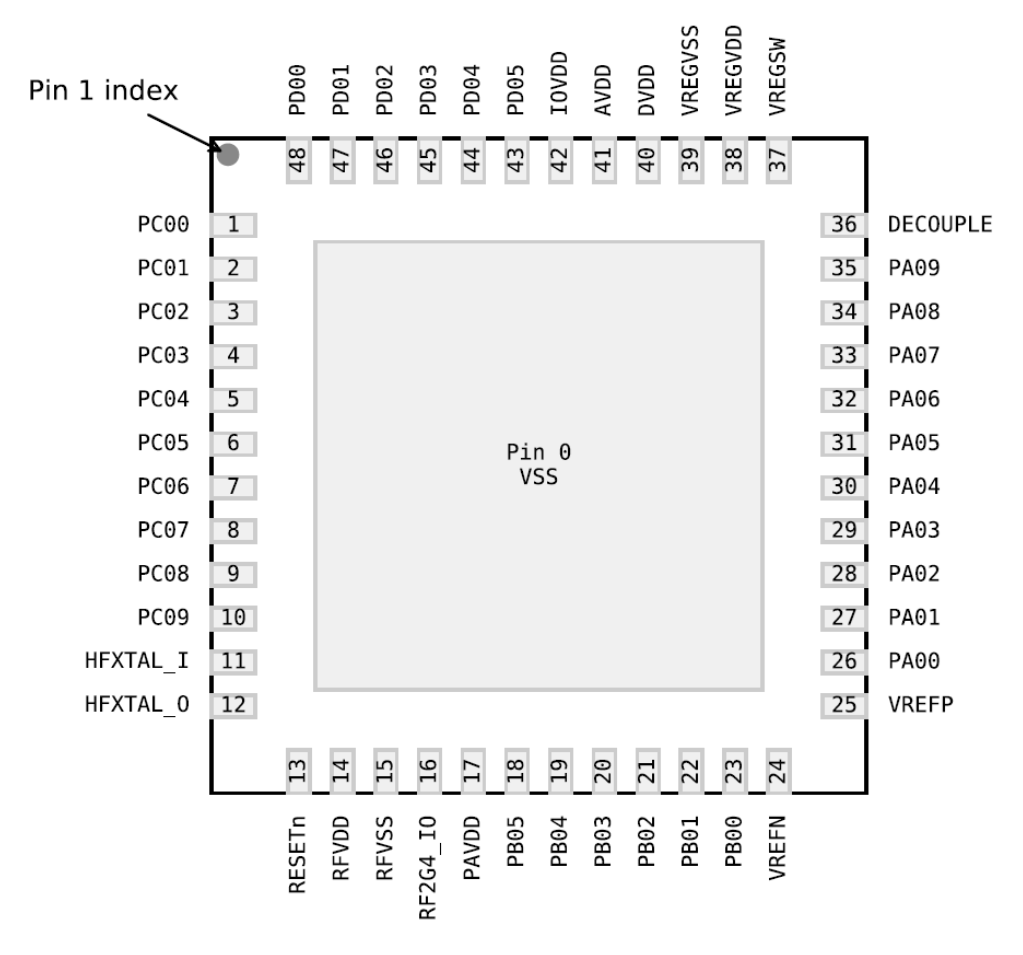 PD00 PD01 PD02 PD03 PD04 PD05 IOVDD AVDD DVDD VREGVSS VREGVDD VREGSW
Pin 1 index
48 47 46 45 44 43 42 41 40 39 38 37
PC00 1 36 DECOUPLE
PC01 2 35 PA09
PC02 3 34 PA08
PC03 4 33 PA07
PC04 5 32 PA06
PC05 6 31 PA05
Pin 0
VSS
PC06 7 30 PA04
PC07 8 29 PA03
PC08 9 28 PA02
PC09 10 27 PA01
HFXTAL_I 11 26 PA00
HFXTAL_O 12 25 VREFP
13 14 15 16 17 18 19 20 21 22 23 24
RESETn RFVDD RFVSS RF2G4_IO PAVDD PB05 PB04 PB03 PB02 PB01 PB00 VREFN